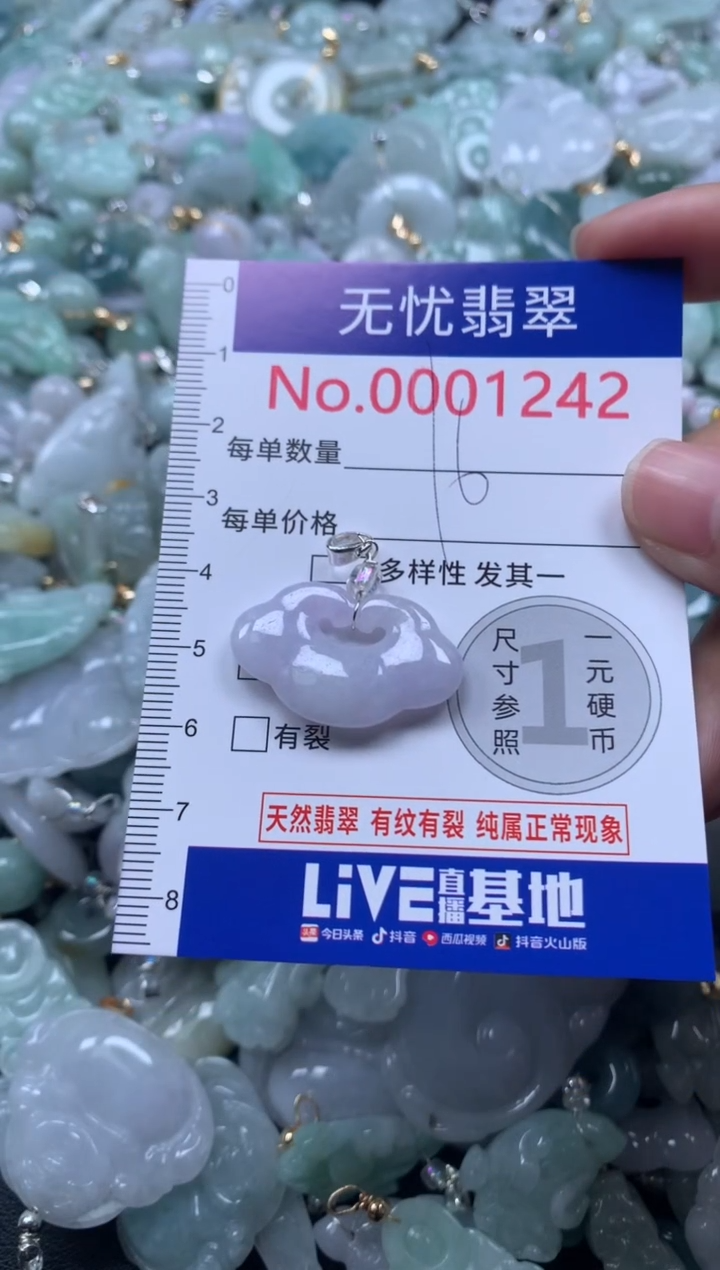 无忧翡翠
No.0001242
每单数量
16
每单价格
多样性 发其一
有裂
尺寸参照
1
一元硬币
天然翡翠 有纹有裂 纯属正常现象
LiVE直播基地
头条 今日头条 抖音 西瓜视频 抖音火山版
0
1
2
3
4
5
6
7
8